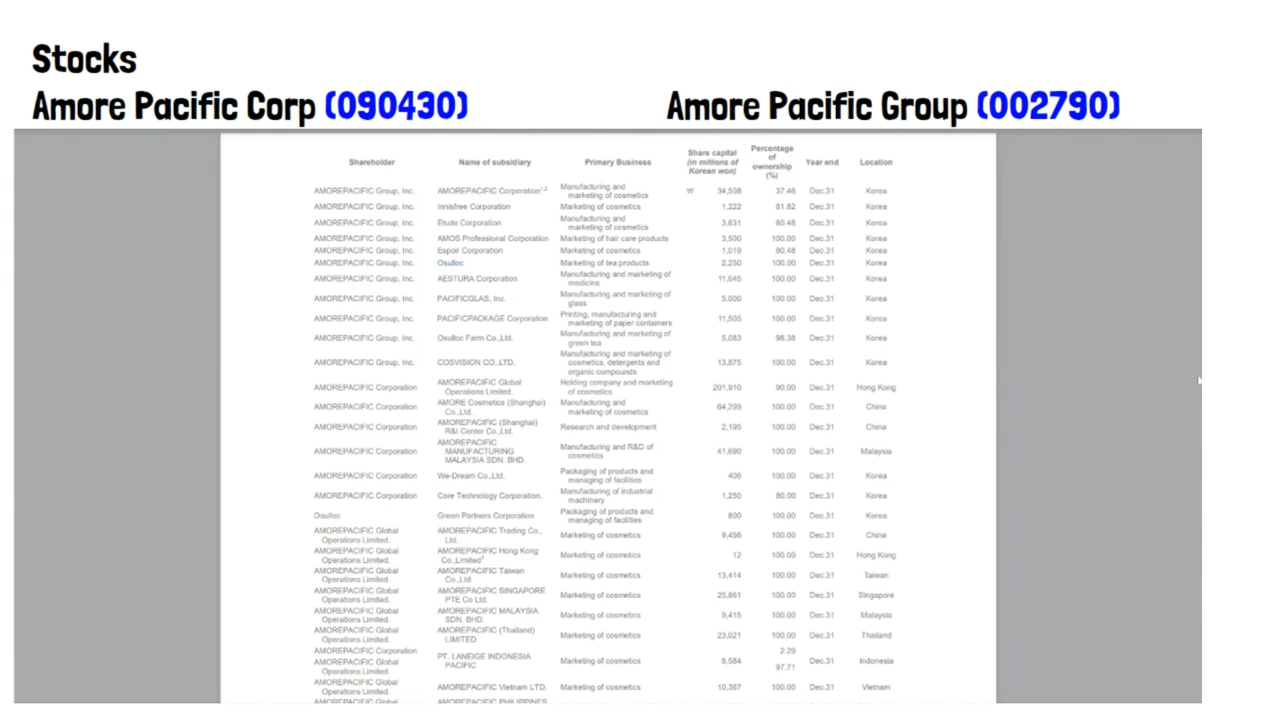 Stocks
Amore Pacific Corp (090430) Amore Pacific Group (002790)
Shareholder Name of subsidiary Primary Business Share capital (in millions of Korean won) Percentage of ownership (%) Year end Location
AMOREPACIFIC Group, Inc. AMOREPACIFIC Corporation1,2 Manufacturing and marketing of cosmetics ₩ 34,508 37.46 Dec.31 Korea
AMOREPACIFIC Group, Inc. Innisfree Corporation Marketing of cosmetics 1,222 81.82 Dec.31 Korea
AMOREPACIFIC Group, Inc. Etude Corporation Manufacturing and marketing of cosmetics 3,631 80.48 Dec.31 Korea
AMOREPACIFIC Group, Inc. AMOS Professional Corporation Marketing of hair care products 3,500 100.00 Dec.31 Korea
AMOREPACIFIC Group, Inc. Espoir Corporation Marketing of cosmetics 1,019 80.48 Dec.31 Korea
AMOREPACIFIC Group, Inc. Osulloc Marketing of tea products 2,250 100.00 Dec.31 Korea
AMOREPACIFIC Group, Inc. AESTURA Corporation Manufacturing and marketing of medicine 11,645 100.00 Dec.31 Korea
AMOREPACIFIC Group, Inc. PACIFICGLAS, Inc. Manufacturing and marketing of glass 5,000 100.00 Dec.31 Korea
AMOREPACIFIC Group, Inc. PACIFICPACKAGE Corporation Printing, manufacturing and marketing of paper containers 11,505 100.00 Dec.31 Korea
AMOREPACIFIC Group, Inc. Osulloc Farm Co.,Ltd. Manufacturing and marketing of green tea 5,083 98.38 Dec.31 Korea
AMOREPACIFIC Group, Inc. COSVISION CO.,LTD. Manufacturing and marketing of cosmetics, detergents and organic compounds 13,875 100.00 Dec.31 Korea
AMOREPACIFIC Corporation AMOREPACIFIC Global Operations Limited. Holding company and marketing of cosmetics 201,910 90.00 Dec.31 Hong Kong
AMOREPACIFIC Corporation AMORE Cosmetics (Shanghai) Co.,Ltd. Manufacturing and marketing of cosmetics 64,299 100.00 Dec.31 China
AMOREPACIFIC Corporation AMOREPACIFIC (Shanghai) R&I Center Co.,Ltd. Research and development 2,195 100.00 Dec.31 China
AMOREPACIFIC Corporation AMOREPACIFIC MANUFACTURING MALAYSIA SDN. BHD. Manufacturing and R&D of cosmetics 41,690 100.00 Dec.31 Malaysia
AMOREPACIFIC Corporation We-Dream Co.,Ltd. Packaging of products and managing of facilities 406 100.00 Dec.31 Korea
AMOREPACIFIC Corporation Core Technology Corporation. Manufacturing of industrial machinery 1,250 80.00 Dec.31 Korea
Osulloc Green Partners Corporation Packaging of products and managing of facilities 800 100.00 Dec.31 Korea
AMOREPACIFIC Global Operations Limited. AMOREPACIFIC Trading Co., Ltd. Marketing of cosmetics 9,456 100.00 Dec.31 China
AMOREPACIFIC Global Operations Limited. AMOREPACIFIC Hong Kong Co.,Limited3 Marketing of cosmetics 12 100.00 Dec.31 Hong Kong
AMOREPACIFIC Global Operations Limited. AMOREPACIFIC Taiwan Co.,Ltd. Marketing of cosmetics 13,414 100.00 Dec.31 Taiwan
AMOREPACIFIC Global Operations Limited. AMOREPACIFIC SINGAPORE PTE Co Ltd. Marketing of cosmetics 25,861 100.00 Dec.31 Singapore
AMOREPACIFIC Global Operations Limited. AMOREPACIFIC MALAYSIA SDN. BHD. Marketing of cosmetics 9,415 100.00 Dec.31 Malaysia
AMOREPACIFIC Global Operations Limited. AMOREPACIFIC (Thailand) LIMITED Marketing of cosmetics 23,021 100.00 Dec.31 Thailand
AMOREPACIFIC Corporation 2.29
AMOREPACIFIC Global Operations Limited. PT. LANEIGE INDONESIA PACIFIC Marketing of cosmetics 8,584 97.71 Dec.31 Indonesia
AMOREPACIFIC Global Operations Limited. AMOREPACIFIC Vietnam LTD. Marketing of cosmetics 10,367 100.00 Dec.31 Vietnam
AMOREPACIFIC Global AMOREPACIFIC PHILIPPINES